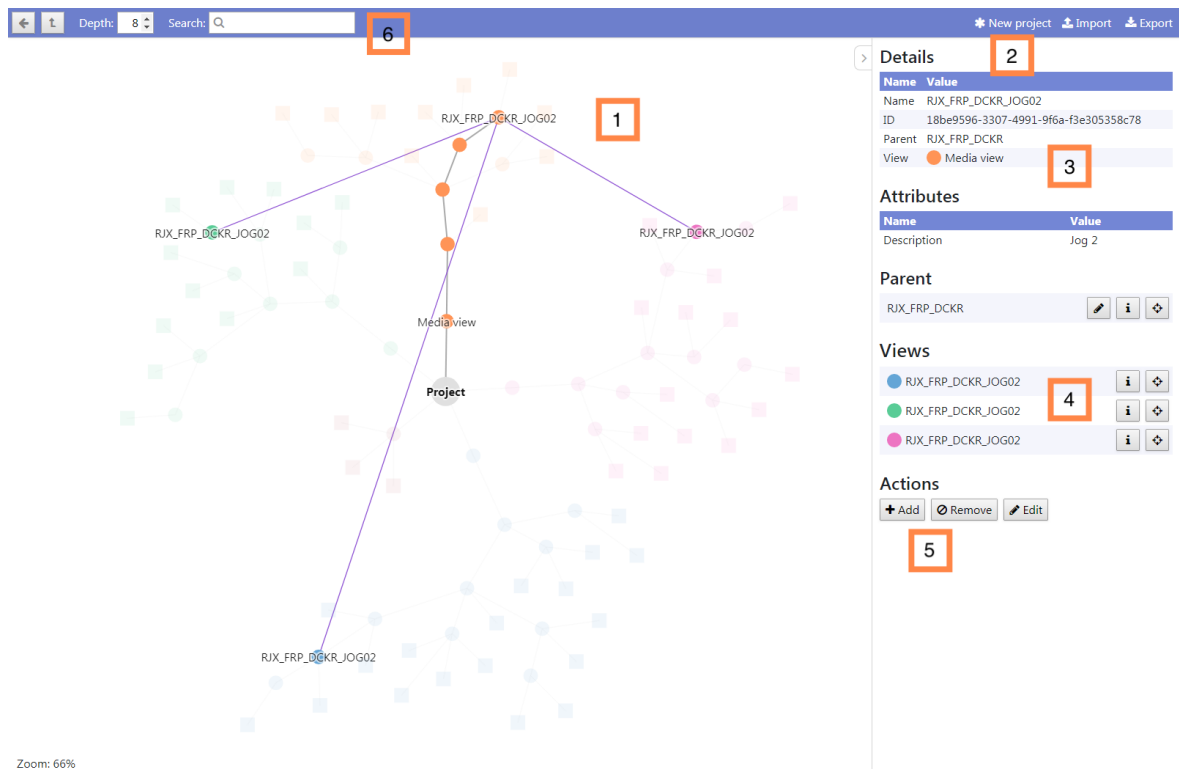 Depth: 8 Search: 6 New project Import Export
Details 2
Name Value
Name RJX_FRP_DCKR_JOG02
ID 18be9596-3307-4991-9f6a-f3e305358c78
Parent RJX_FRP_DCKR
View Media view 3
Attributes
Name Value
Description Jog 2
Parent
RJX_FRP_DCKR i
Views
RJX_FRP_DCKR_JOG02 i
RJX_FRP_DCKR_JOG02 i 4
RJX_FRP_DCKR_JOG02 i
Actions
Add Remove Edit
5
RJX_FRP_DCKR_JOG02 1
RJX_FRP_DCKR_JOG02 RJX_FRP_DCKR_JOG02
Media view
Project
RJX_FRP_DCKR_JOG02
Zoom: 66%